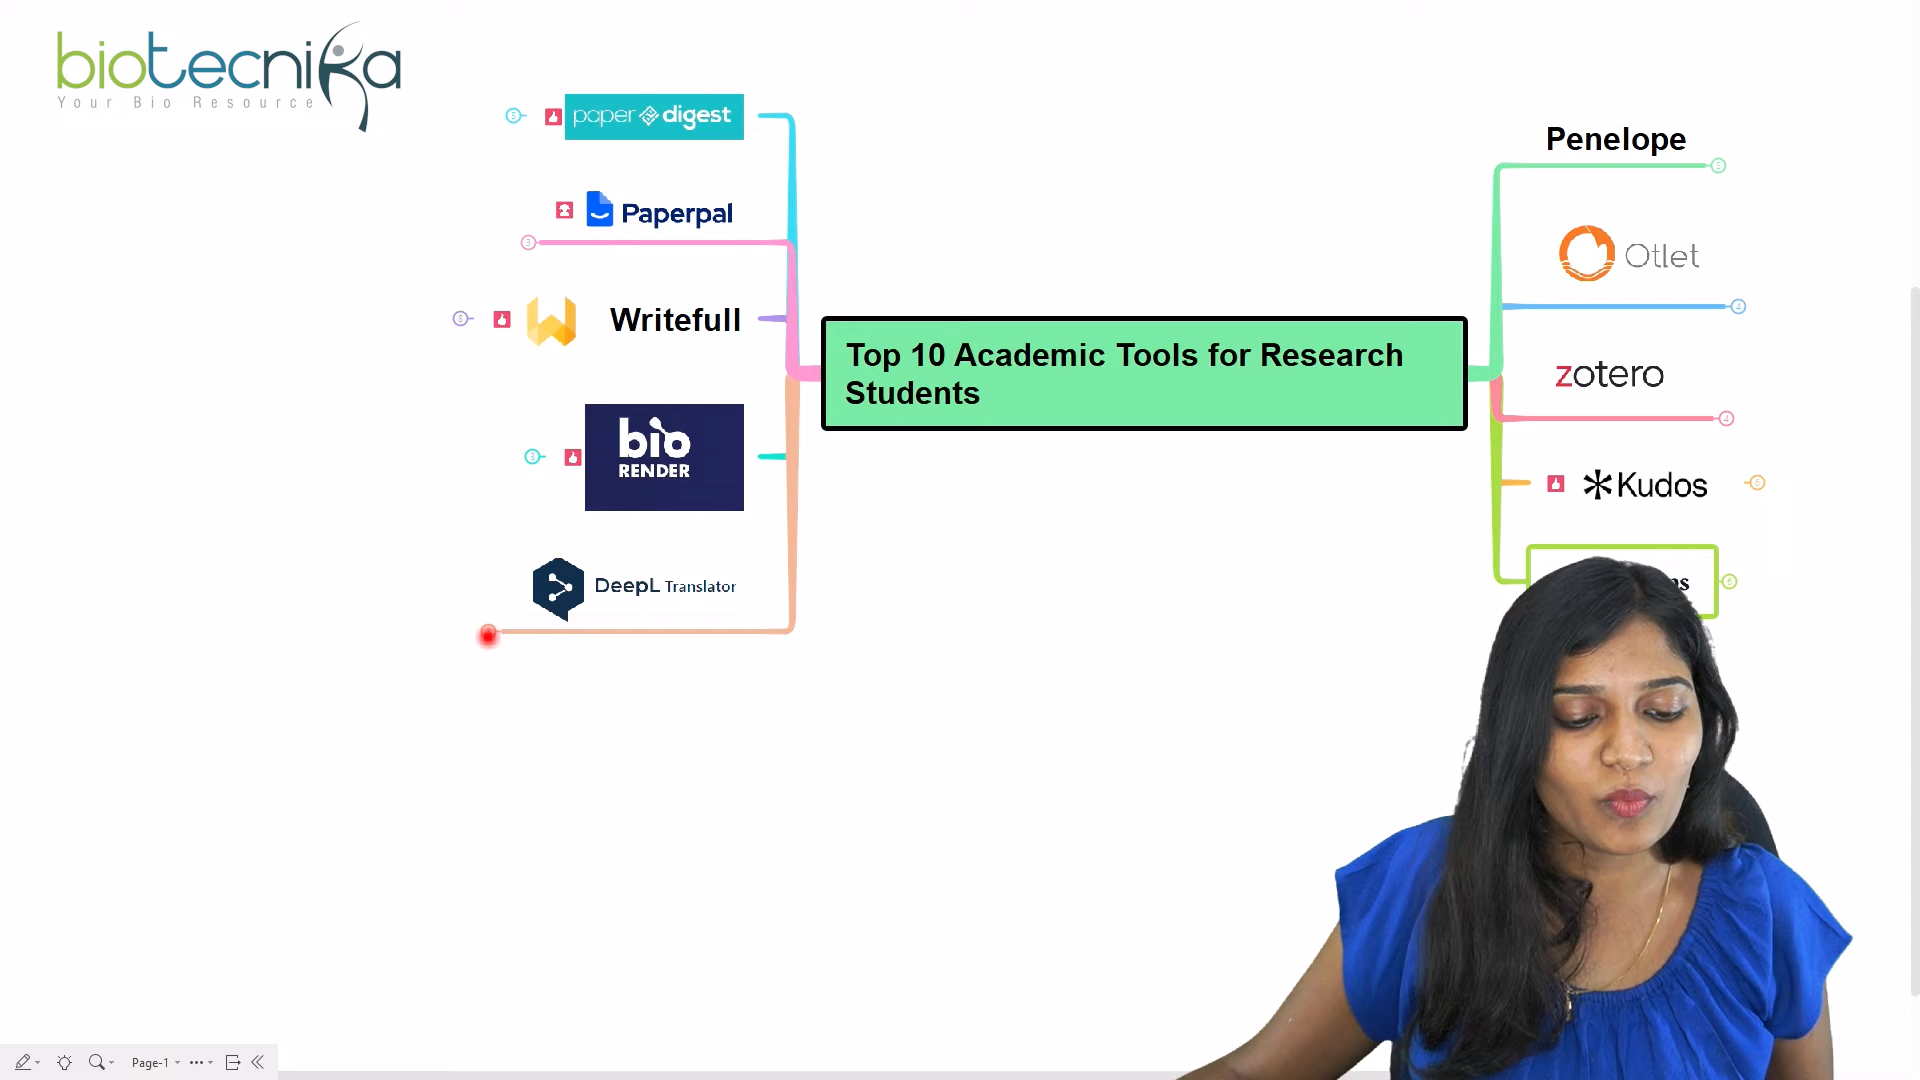 biotecnika
Your Bio Resource
paper digest
Paperpal
Writefull
bio
RENDER
DeepL Translator
Top 10 Academic Tools for Research
Students
Penelope
Otlet
zotero
Kudos
Page-1